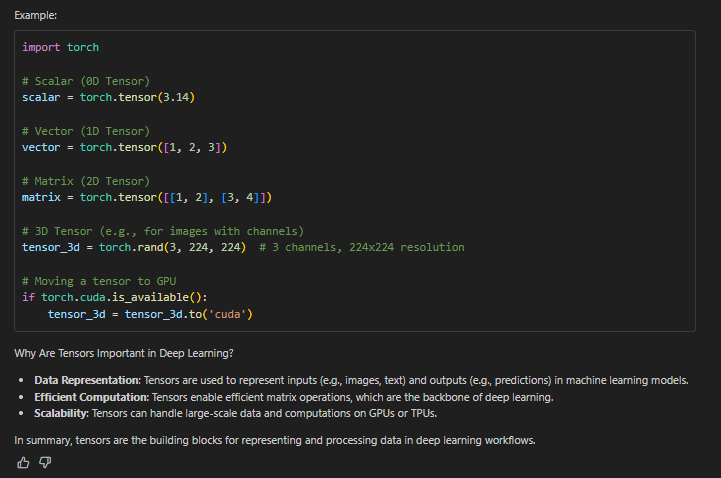 Example:
import torch
# Scalar (0D Tensor)
scalar = torch.tensor(3.14)
# Vector (1D Tensor)
vector = torch.tensor([1, 2, 3])
# Matrix (2D Tensor)
matrix = torch.tensor([[1, 2], [3, 4]])
# 3D Tensor (e.g., for images with channels)
tensor_3d = torch.rand(3, 224, 224)  # 3 channels, 224x224 resolution
# Moving a tensor to GPU
if torch.cuda.is_available():
    tensor_3d = tensor_3d.to('cuda')
Why Are Tensors Important in Deep Learning?
• Data Representation: Tensors are used to represent inputs (e.g., images, text) and outputs (e.g., predictions) in machine learning models.
• Efficient Computation: Tensors enable efficient matrix operations, which are the backbone of deep learning.
• Scalability: Tensors can handle large-scale data and computations on GPUs or TPUs.
In summary, tensors are the building blocks for representing and processing data in deep learning workflows.